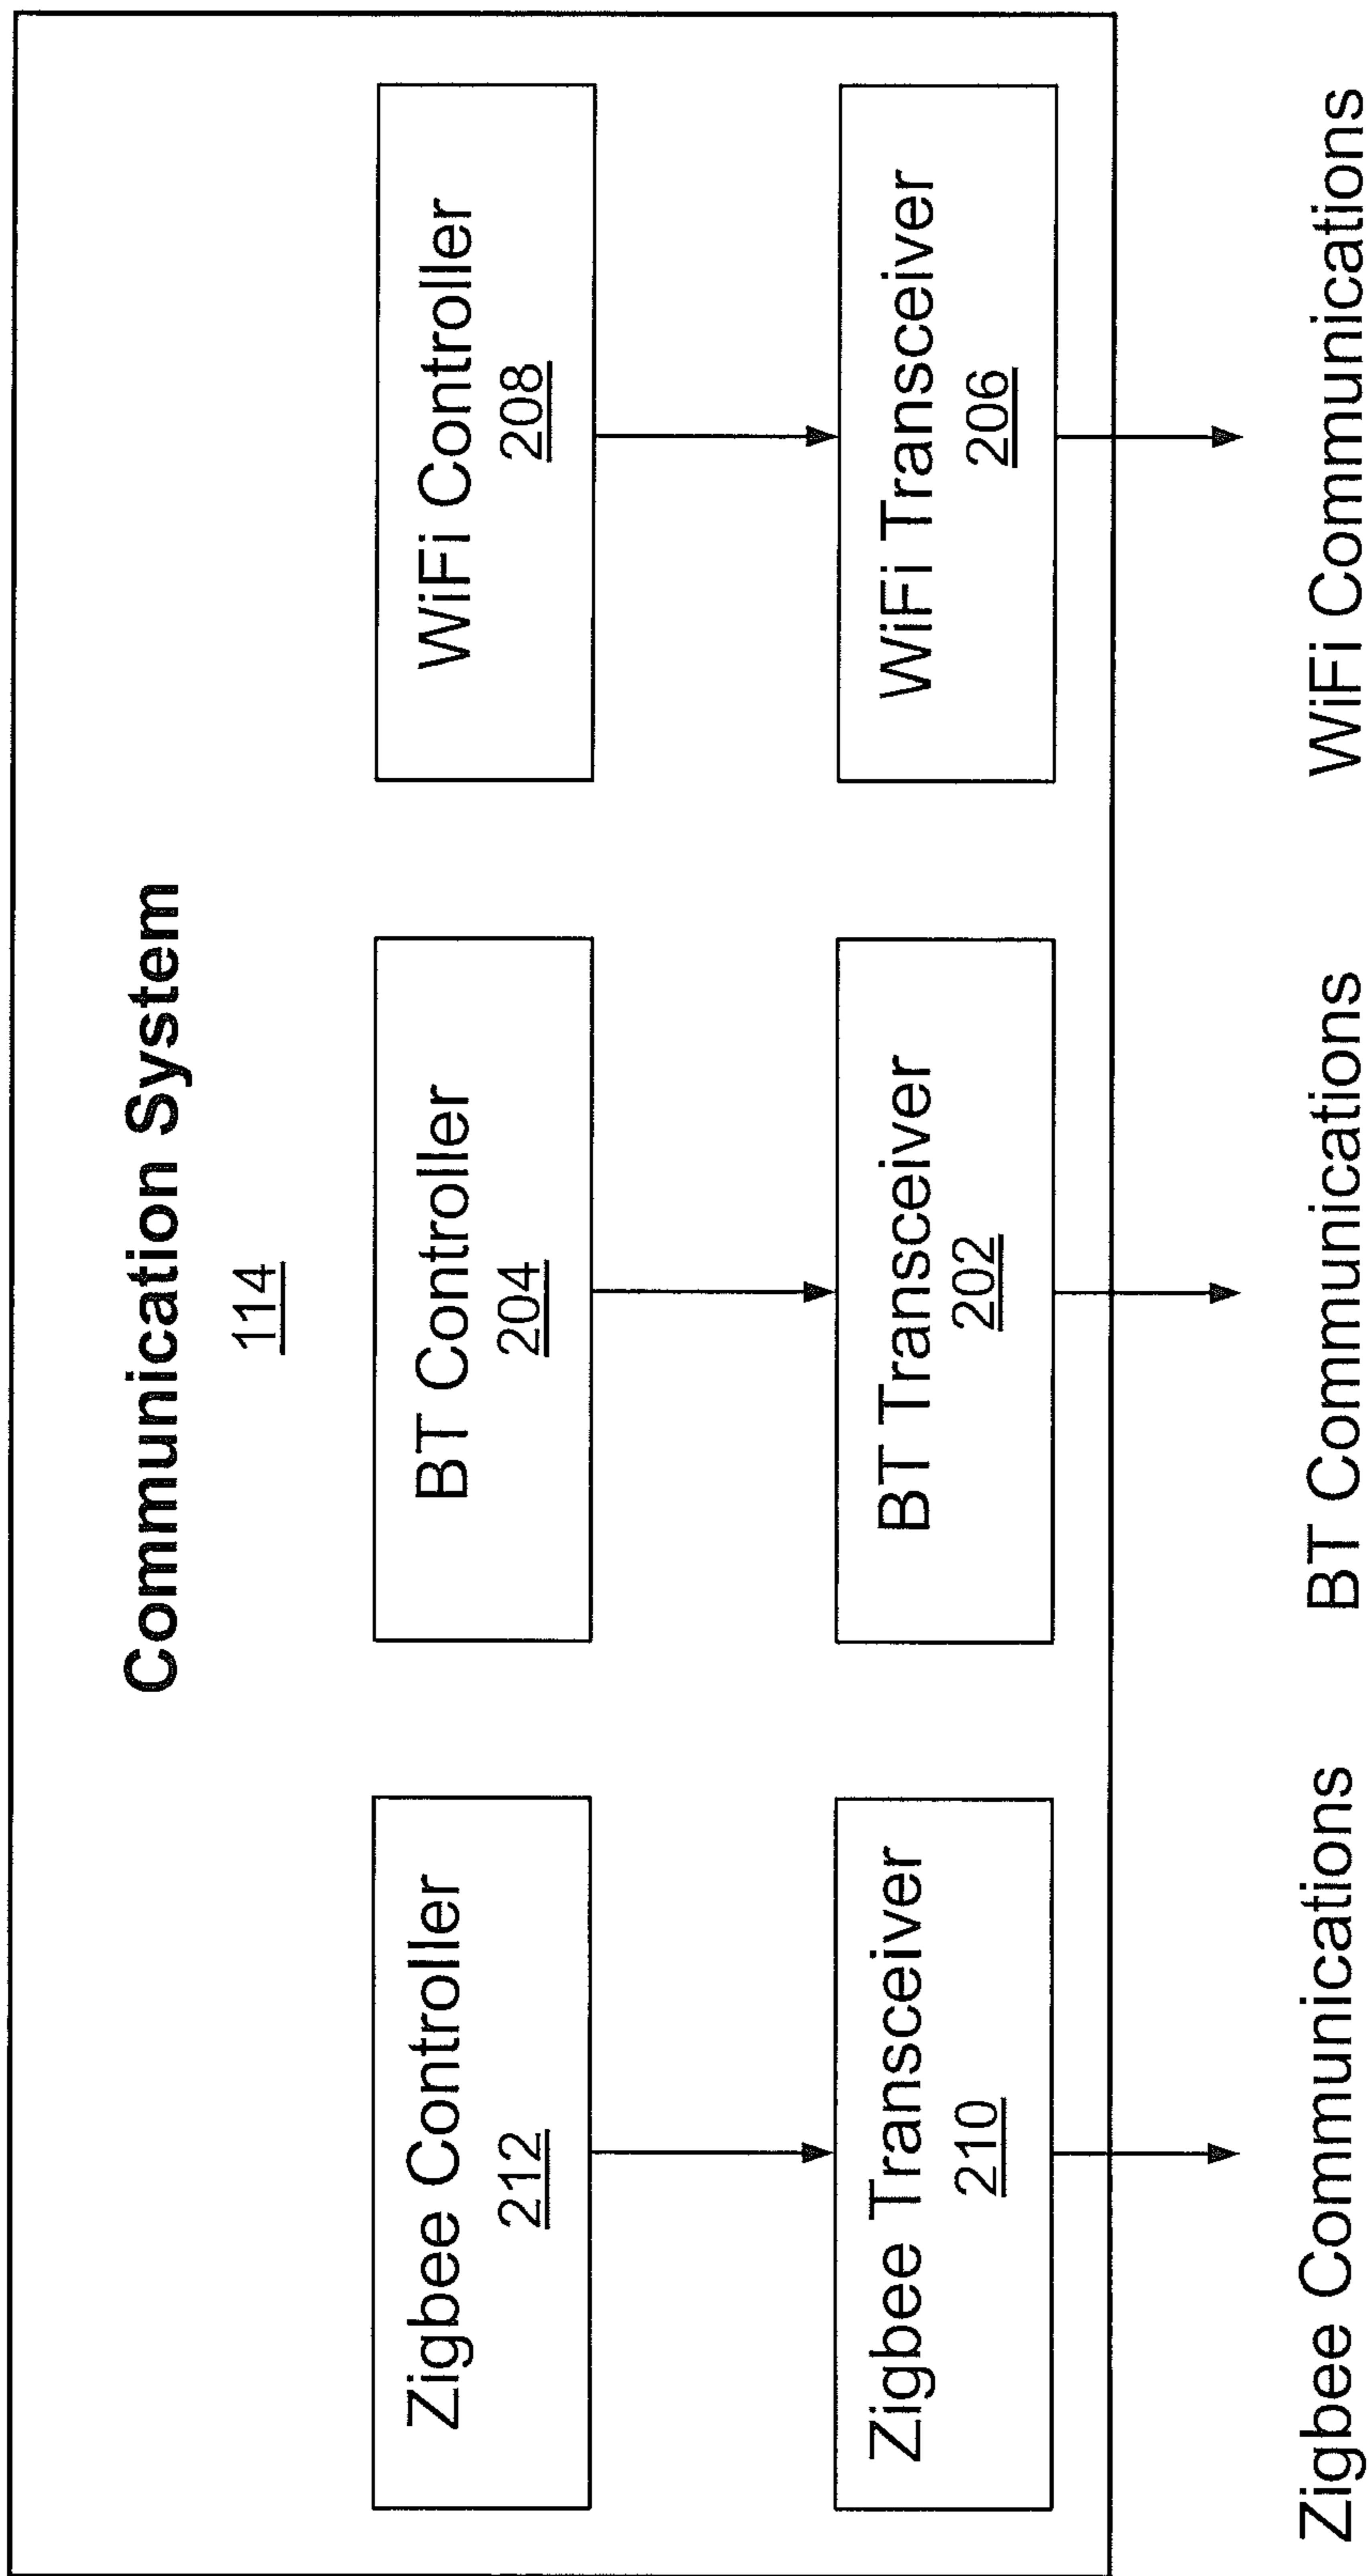 Communication System
114
Zigbee Controller
212
BT Controller
204
WiFi Controller
208
Zigbee Transceiver
210
BT Transceiver
202
WiFi Transceiver
206
Zigbee Communications
BT Communications
WiFi Communications